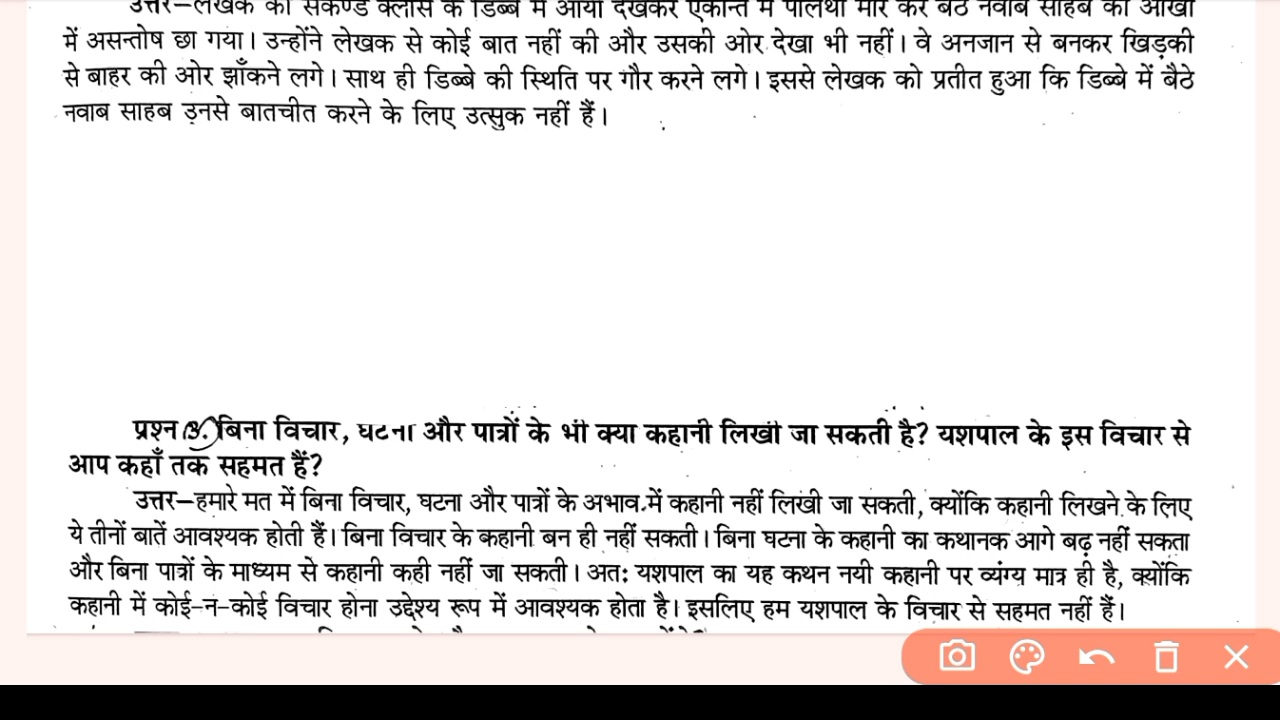 उत्तर–लेखक को सेकण्ड क्लास के डिब्बे में आया देखकर एकान्त में पालथी मार कर बैठे नवाब साहब की आँखों
में असन्तोष छा गया। उन्होंने लेखक से कोई बात नहीं की और उसकी ओर देखा भी नहीं। वे अनजान से बनकर खिड़की
से बाहर की ओर झाँकने लगे। साथ ही डिब्बे की स्थिति पर गौर करने लगे। इससे लेखक को प्रतीत हुआ कि डिब्बे में बैठे
नवाब साहब उनसे बातचीत करने के लिए उत्सुक नहीं हैं।
प्रश्न 3. बिना विचार, घटना और पात्रों के भी क्या कहानी लिखी जा सकती है? यशपाल के इस विचार से
आप कहाँ तक सहमत हैं?
उत्तर–हमारे मत में बिना विचार, घटना और पात्रों के अभाव में कहानी नहीं लिखी जा सकती, क्योंकि कहानी लिखने के लिए
ये तीनों बातें आवश्यक होती हैं। बिना विचार के कहानी बन ही नहीं सकती। बिना घटना के कहानी का कथानक आगे बढ़ नहीं सकता
और बिना पात्रों के माध्यम से कहानी कही नहीं जा सकती। अतः यशपाल का यह कथन नयी कहानी पर व्यंग्य मात्र ही है, क्योंकि
कहानी में कोई-न-कोई विचार होना उद्देश्य रूप में आवश्यक होता है। इसलिए हम यशपाल के विचार से सहमत नहीं हैं।